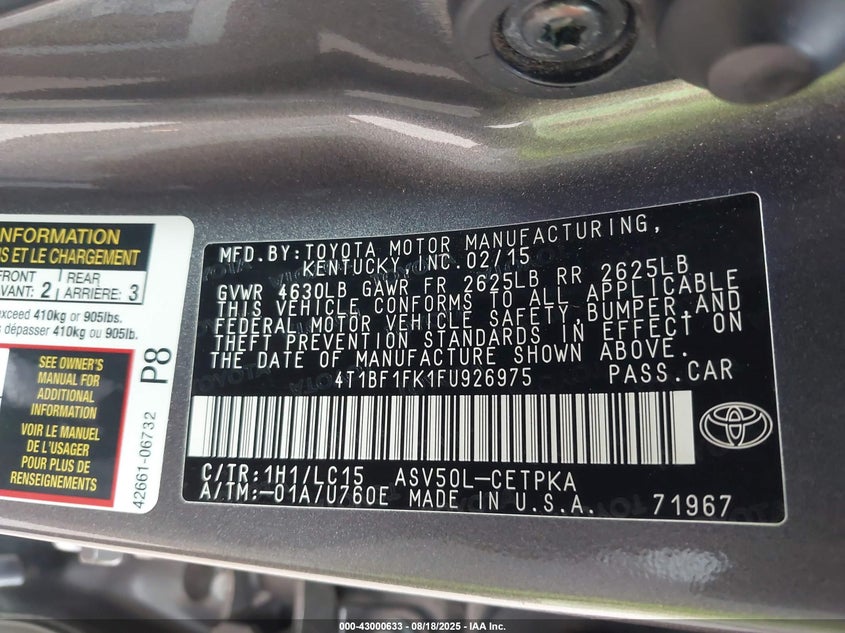 NFORMATION
S ET LE CHARGEMENT
FRONT
AVANT: 2
REAR
ARRIÈRE: 3
xceed 410kg or 905lbs.
s dépasser 410kg ou 905lb.
SEE OWNER'S
MANUAL FOR
ADDITIONAL
INFORMATION
VOIR LE MANUEL
DE L'USAGER
POUR PLUS DE
RENSEIGNEMENTS
P8
42661-06732
MFD.BY:TOYOTA MOTOR MANUFACTURING,
KENTUCKY, INC.02/15
GVWR 4630LB GAWR FR 2625LB RR 2625LB
THIS VEHICLE CONFORMS TO ALL APPLICABLE
FEDERAL MOTOR VEHICLE SAFETY,BUMPER,AND
THEFT PREVENTION STANDARDS IN EFFECT ON
THE DATE OF MANUFACTURE SHOWN ABOVE.
4T1BF1FK1FU926975 PASS.CAR
C/TR:1H1/LC15 ASV50L-CETPKA
A/TM:-01A/U760E MADE IN U.S.A. 71967
000-43000633 - 08/18/2025 - IAA Inc.